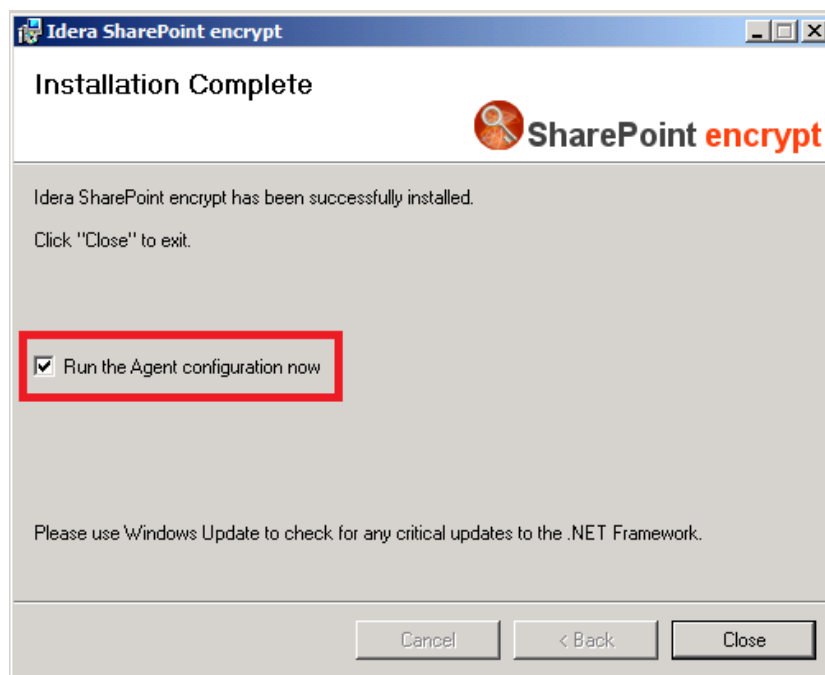 Idera SharePoint encrypt
Installation Complete
SharePoint encrypt
Idera SharePoint encrypt has been successfully installed.
Click "Close" to exit.
Run the Agent configuration now
Please use Windows Update to check for any critical updates to the .NET Framework.
Cancel < Back Close